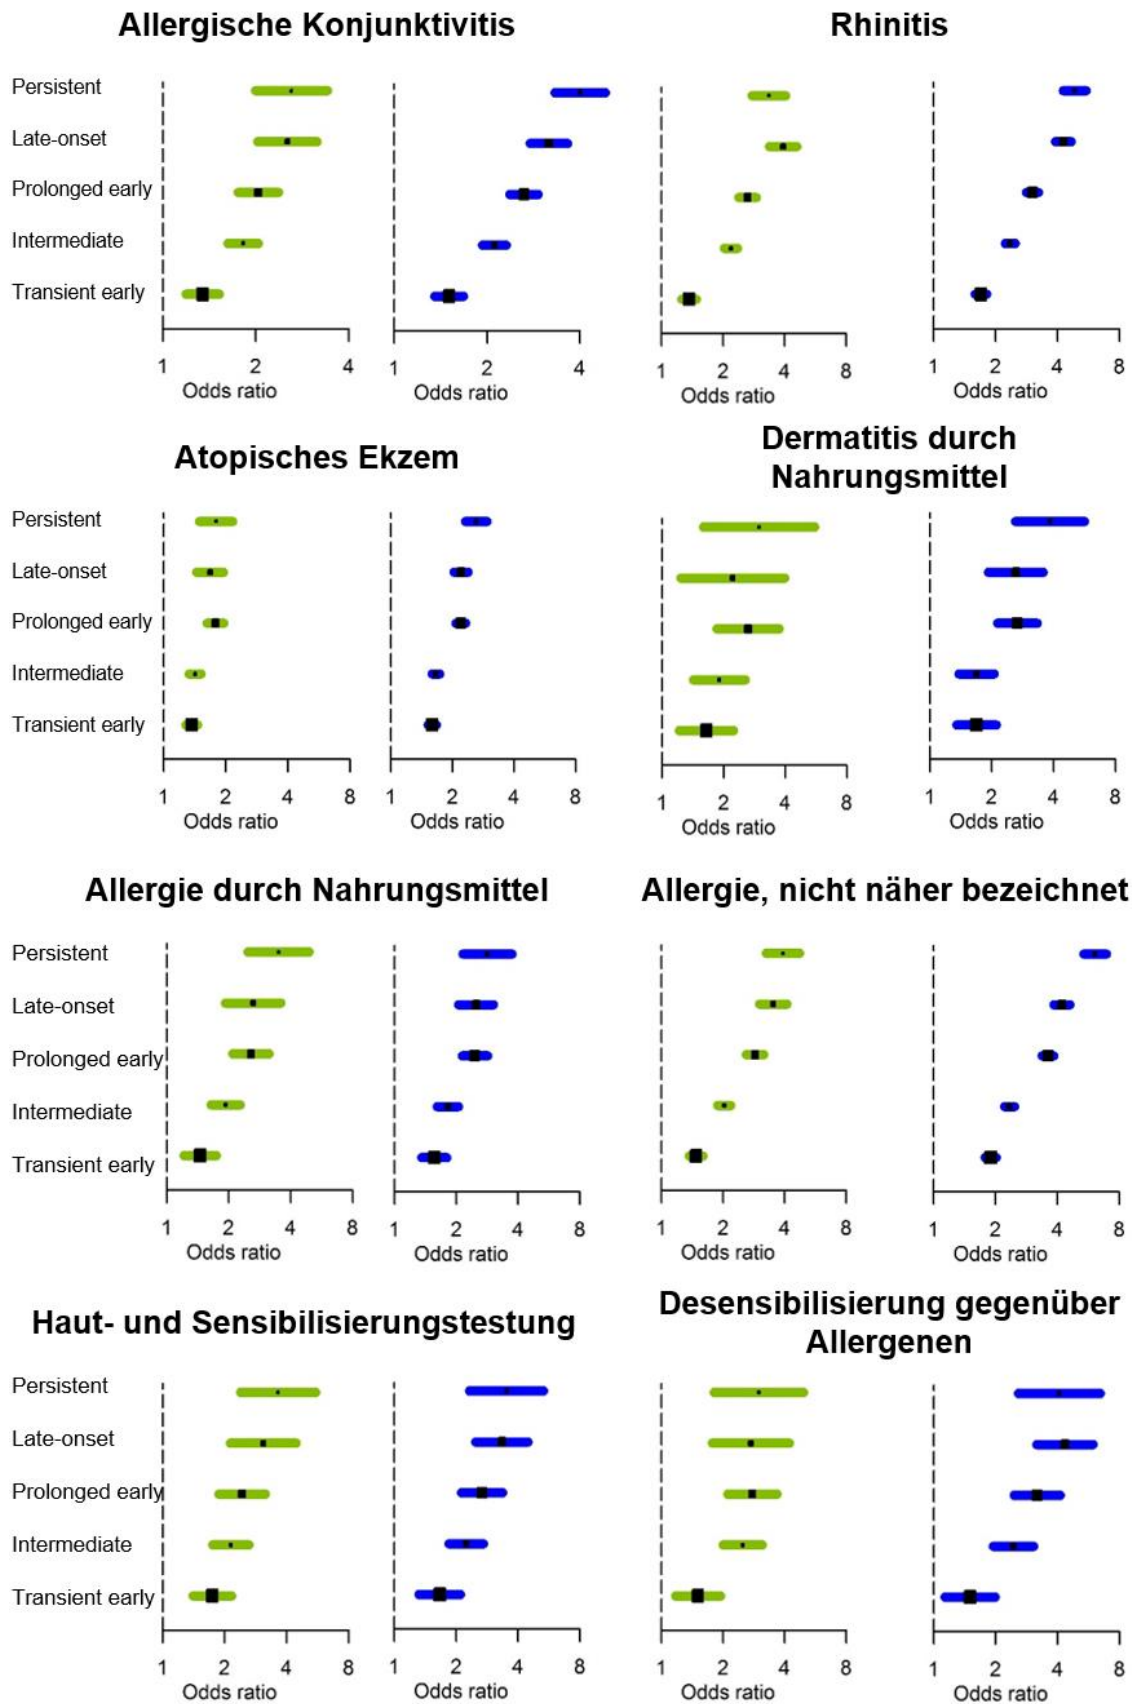 Allergische Konjunktivitis
Rhinitis
Persistent
Late-onset
Prolonged early
Intermediate
Transient early
1 2 4
Odds ratio
1 2 4
Odds ratio
1 2 4 8
Odds ratio
1 2 4 8
Odds ratio
Atopisches Ekzem
Dermatitis durch
Nahrungsmittel
Persistent
Late-onset
Prolonged early
Intermediate
Transient early
1 2 4 8
Odds ratio
1 2 4 8
Odds ratio
1 2 4 8
Odds ratio
1 2 4 8
Odds ratio
Allergie durch Nahrungsmittel
Allergie, nicht näher bezeichnet
Persistent
Late-onset
Prolonged early
Intermediate
Transient early
1 2 4 8
Odds ratio
1 2 4 8
Odds ratio
1 2 4 8
Odds ratio
1 2 4 8
Odds ratio
Haut- und Sensibilisierungstestung
Desensibilisierung gegenüber
Allergenen
Persistent
Late-onset
Prolonged early
Intermediate
Transient early
1 2 4 8
Odds ratio
1 2 4 8
Odds ratio
1 2 4 8
Odds ratio
1 2 4 8
Odds ratio